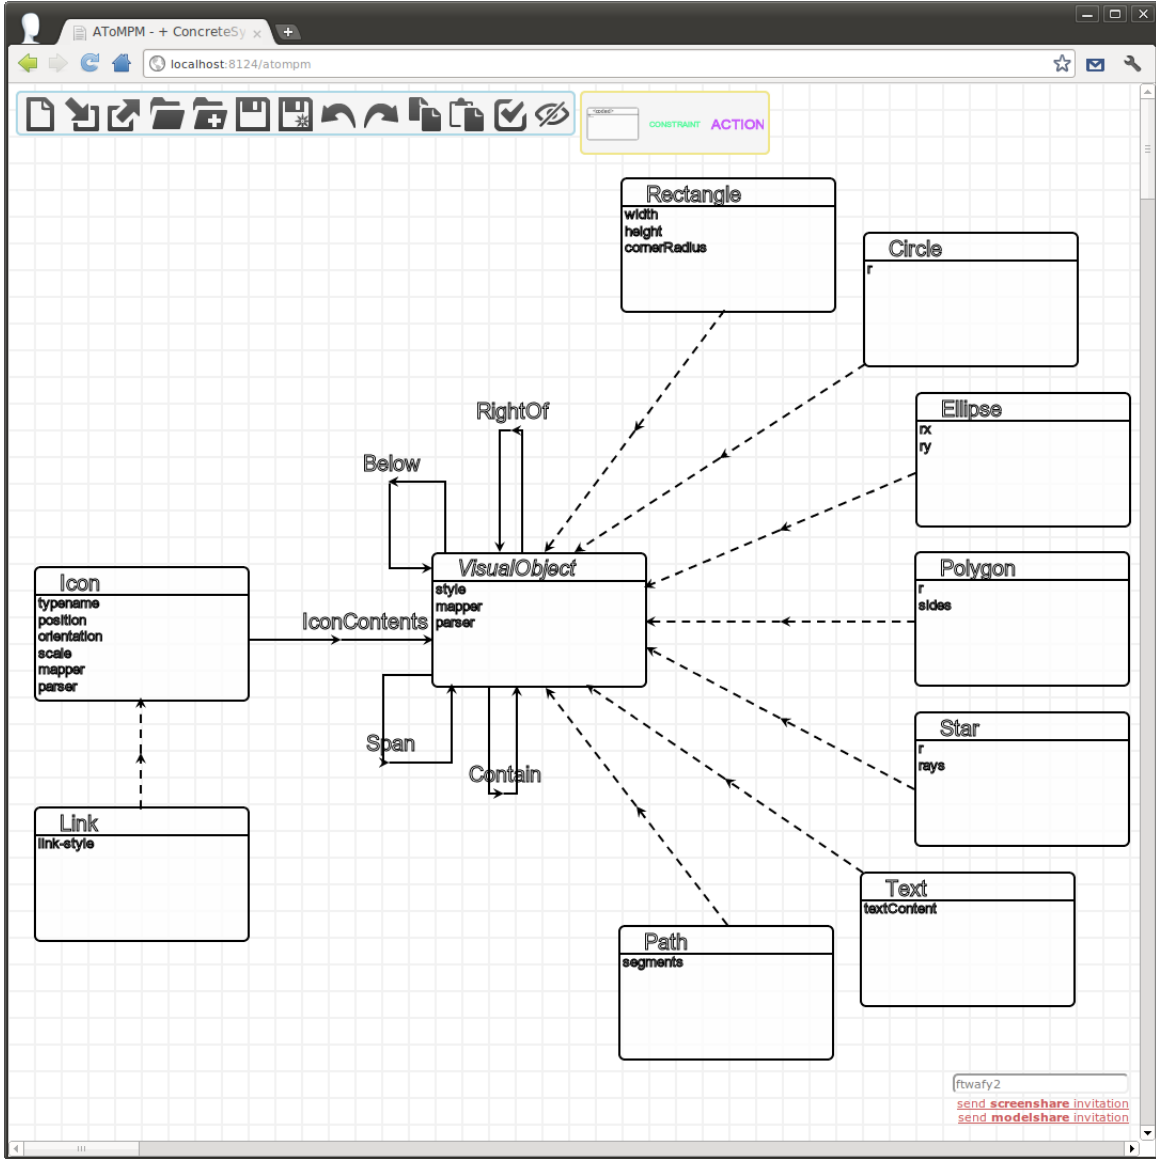 AToMPM - + ConcreteSy
localhost:8124/atompm
CONSTRAINT
ACTION
Rectangle
width
height
cornerRadius
Circle
r
Ellipse
rx
ry
RightOf
Below
VisualObject
style
mapper
parser
Icon
typename
position
orientation
scale
mapper
parser
IconContents
Polygon
r
sides
Star
r
rays
Span
Contain
Link
link-style
Text
textContent
Path
segments
ftwafy2
send screenshare invitation
send modelshare invitation